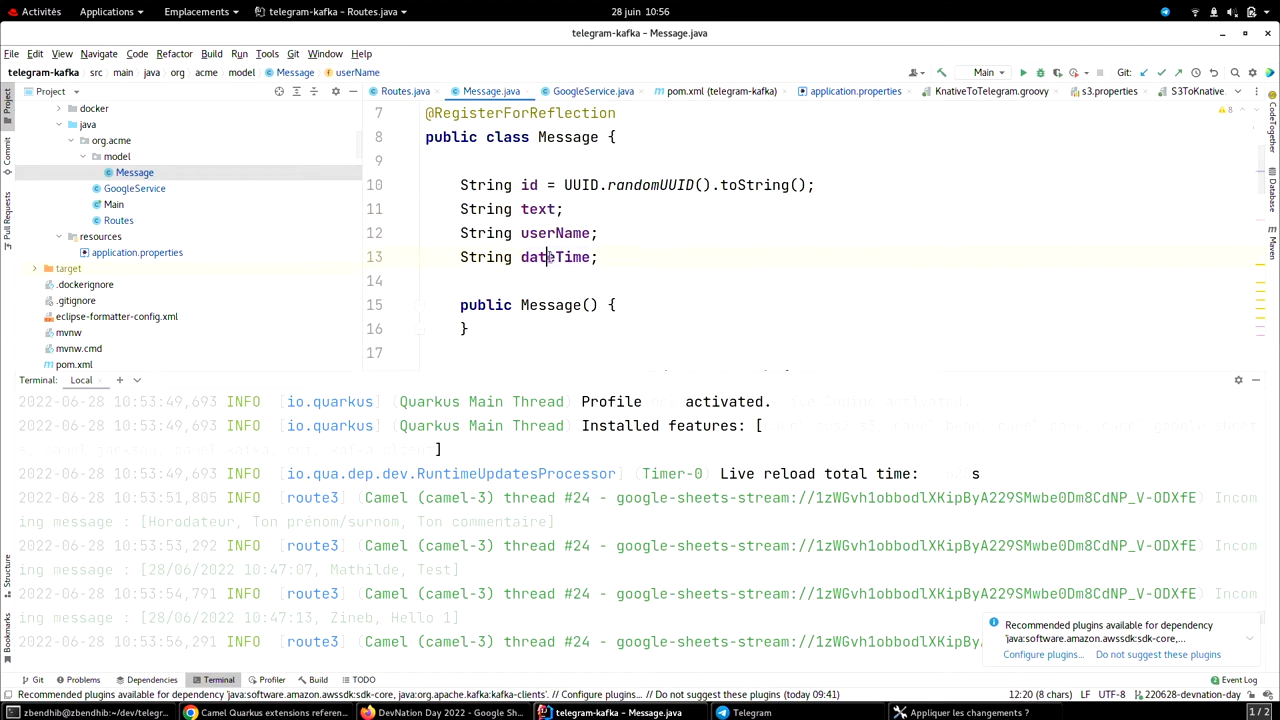 Activités Applications Emplacements telegram-kafka – Routes.java 28 juin 10:56
telegram-kafka – Message.java
File Edit View Navigate Code Refactor Build Run Tools Git Window Help
telegram-kafka src main java org acme model Message userName Main Git:
Project Routes.java Message.java GoogleService.java pom.xml (telegram-kafka) application.properties KnativeToTelegram.groovy s3.properties S3ToKnative.
docker
java
org.acme
model
Message
GoogleService
Main
Routes
resources
application.properties
target
.dockerignore
.gitignore
eclipse-formatter-config.xml
mvnw
mvnw.cmd
pom.xml
Project
Commit
Pull Requests
Structure
Bookmarks
7 @RegisterForReflection
8 public class Message {
9
10 String id = UUID.randomUUID().toString();
11 String text;
12 String userName;
13 String dateTime;
14
15 public Message() {
16 }
17
8
CodeTogether
Database
Maven
Terminal: Local
2022-06-28 10:53:49,693 INFO [io.quarkus] (Quarkus Main Thread) Profile activated.
2022-06-28 10:53:49,693 INFO [io.quarkus] (Quarkus Main Thread) Installed features: [
]
2022-06-28 10:53:49,693 INFO [io.qua.dep.dev.RuntimeUpdatesProcessor] (Timer-0) Live reload total time: s
2022-06-28 10:53:51,805 INFO [route3] (Camel (camel-3) thread #24 - google-sheets-stream://1zWGvh1obbodlXKipByA229SMwbe0Dm8CdNP_V-ODXfE) Incom
ing message : [Horodateur, Ton prénom/surnom, Ton commentaire]
2022-06-28 10:53:53,292 INFO [route3] (Camel (camel-3) thread #24 - google-sheets-stream://1zWGvh1obbodlXKipByA229SMwbe0Dm8CdNP_V-ODXfE) Incom
ing message : [28/06/2022 10:47:07, Mathilde, Test]
2022-06-28 10:53:54,791 INFO [route3] (Camel (camel-3) thread #24 - google-sheets-stream://1zWGvh1obbodlXKipByA229SMwbe0Dm8CdNP_V-ODXfE) Incom
ing message : [28/06/2022 10:47:13, Zineb, Hello 1]
2022-06-28 10:53:56,291 INFO [route3] (Camel (camel-3) thread #24 - google-sheets-stream://1zWGvh1obbodlXKipByA
Recommended plugins available for dependency
'java:software.amazon.awssdk:sdk-core,...
Configure plugins... Do not suggest these plugins
Git Problems Dependencies Terminal Profiler Build TODO Event Log
Recommended plugins available for dependency 'java:software.amazon.awssdk:sdk-core, java:org.apache.kafka:kafka-clients'. // Configure plugins... // Do not suggest these plugins (today 09:41) 12:20 (8 chars) LF UTF-8 220628-devnation-day
zbendhib@zbendhib:~/dev/telegr... Camel Quarkus extensions referen... DevNation Day 2022 - Google Sh... telegram-kafka – Message.java Telegram Appliquer les changements ? 1 / 2